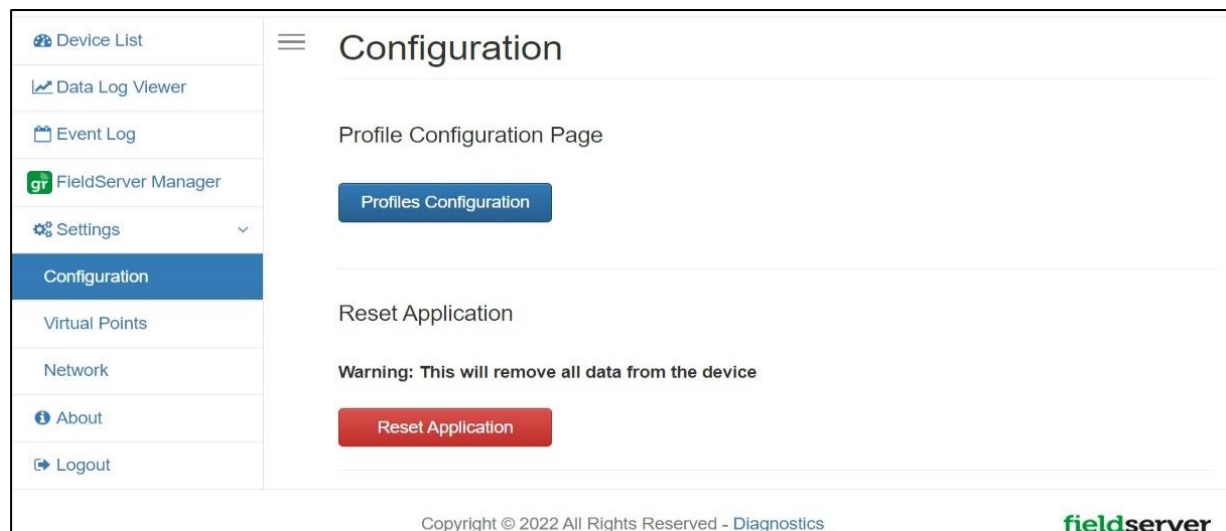 Device List
Data Log Viewer
Event Log
gr FieldServer Manager
Settings
Configuration
Virtual Points
Network
About
Logout
Configuration
Profile Configuration Page
Profiles Configuration
Reset Application
Warning: This will remove all data from the device
Reset Application
Copyright © 2022 All Rights Reserved - Diagnostics
fieldserver